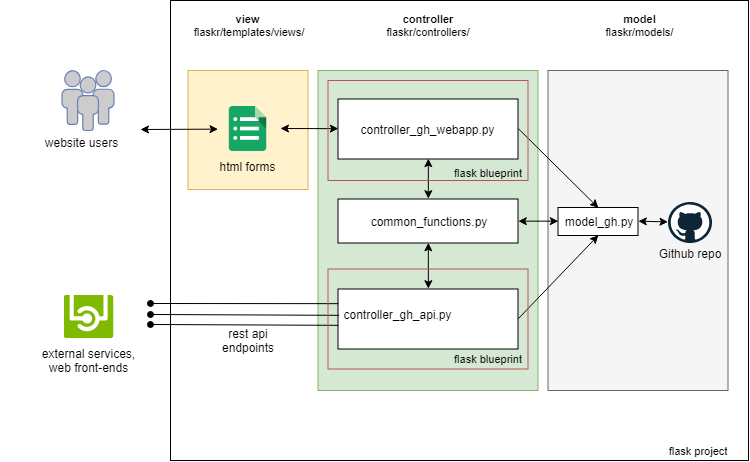 view
flaskr/templates/views/
controller
flaskr/controllers/
model
flaskr/models/
website users
html forms
controller_gh_webapp.py
flask blueprint
common_functions.py
model_gh.py
Github repo
controller_gh_api.py
flask blueprint
rest api
endpoints
external services,
web front-ends
flask project